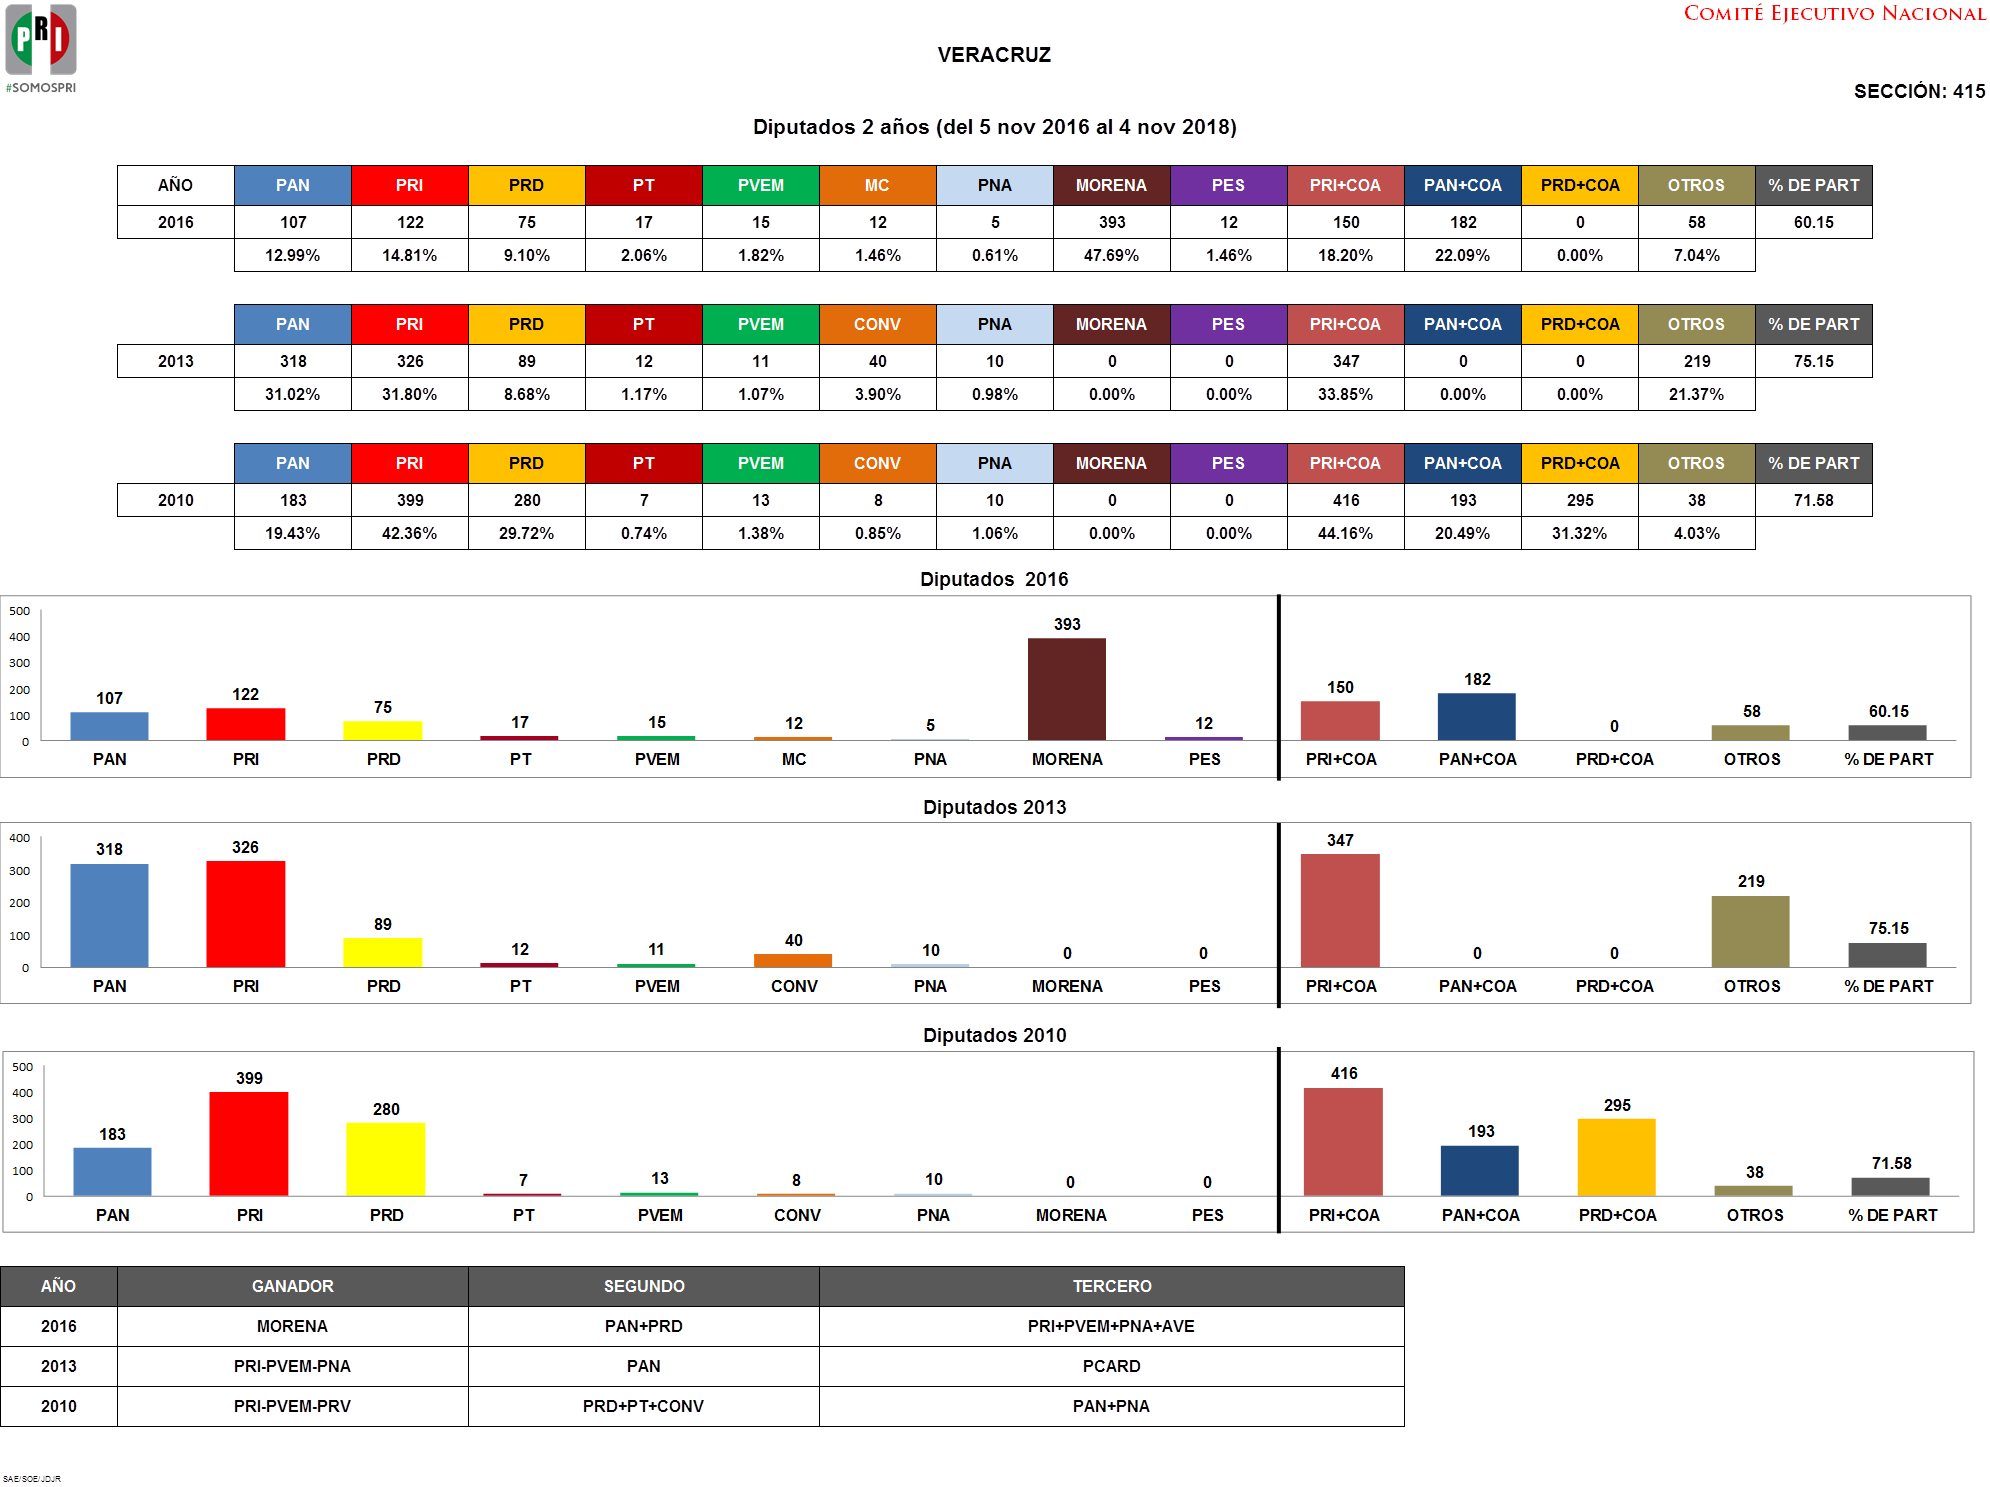 PRI
#SOMOSPRI
COMITÉ EJECUTIVO NACIONAL
VERACRUZ
SECCIÓN: 415
Diputados 2 años (del 5 nov 2016 al 4 nov 2018)
AÑO PAN PRI PRD PT PVEM MC PNA MORENA PES PRI+COA PAN+COA PRD+COA OTROS % DE PART
2016 107 122 75 17 15 12 5 393 12 150 182 0 58 60.15
12.99% 14.81% 9.10% 2.06% 1.82% 1.46% 0.61% 47.69% 1.46% 18.20% 22.09% 0.00% 7.04%
PAN PRI PRD PT PVEM CONV PNA MORENA PES PRI+COA PAN+COA PRD+COA OTROS % DE PART
2013 318 326 89 12 11 40 10 0 0 347 0 0 219 75.15
31.02% 31.80% 8.68% 1.17% 1.07% 3.90% 0.98% 0.00% 0.00% 33.85% 0.00% 0.00% 21.37%
PAN PRI PRD PT PVEM CONV PNA MORENA PES PRI+COA PAN+COA PRD+COA OTROS % DE PART
2010 183 399 280 7 13 8 10 0 0 416 193 295 38 71.58
19.43% 42.36% 29.72% 0.74% 1.38% 0.85% 1.06% 0.00% 0.00% 44.16% 20.49% 31.32% 4.03%
Diputados 2016
500
400
300
200
100
0
107 122 75 17 15 12 5 393 12 150 182 0 58 60.15
PAN PRI PRD PT PVEM MC PNA MORENA PES PRI+COA PAN+COA PRD+COA OTROS % DE PART
Diputados 2013
400
300
200
100
0
318 326 89 12 11 40 10 0 0 347 0 0 219 75.15
PAN PRI PRD PT PVEM CONV PNA MORENA PES PRI+COA PAN+COA PRD+COA OTROS % DE PART
Diputados 2010
500
400
300
200
100
0
183 399 280 7 13 8 10 0 0 416 193 295 38 71.58
PAN PRI PRD PT PVEM CONV PNA MORENA PES PRI+COA PAN+COA PRD+COA OTROS % DE PART
AÑO GANADOR SEGUNDO TERCERO
2016 MORENA PAN+PRD PRI+PVEM+PNA+AVE
2013 PRI-PVEM-PNA PAN PCARD
2010 PRI-PVEM-PRV PRD+PT+CONV PAN+PNA
SAE/SOE/JDJR